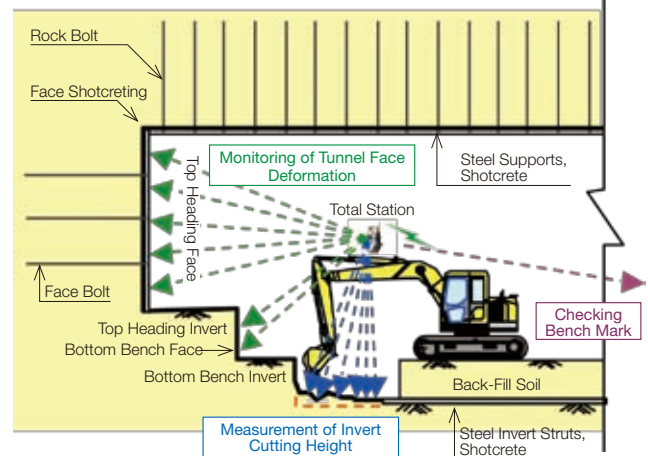 Rock Bolt
Face Shotcreting
Monitoring of Tunnel Face
Deformation
Steel Supports,
Shotcrete
Top Heading Face
Total Station
Face Bolt
Checking
Bench Mark
Top Heading Invert
Bottom Bench Face
Bottom Bench Invert
Back-Fill Soil
Measurement of Invert
Cutting Height
Steel Invert Struts,
Shotcrete